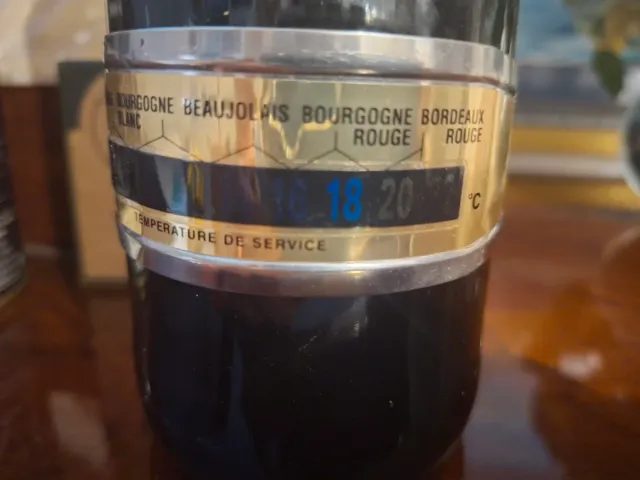 BOURGOGNE BLANC
BEAUJOLAIS
BOURGOGNE ROUGE
BORDEAUX ROUGE
16 18 20 °C
TEMPERATURE DE SERVICE